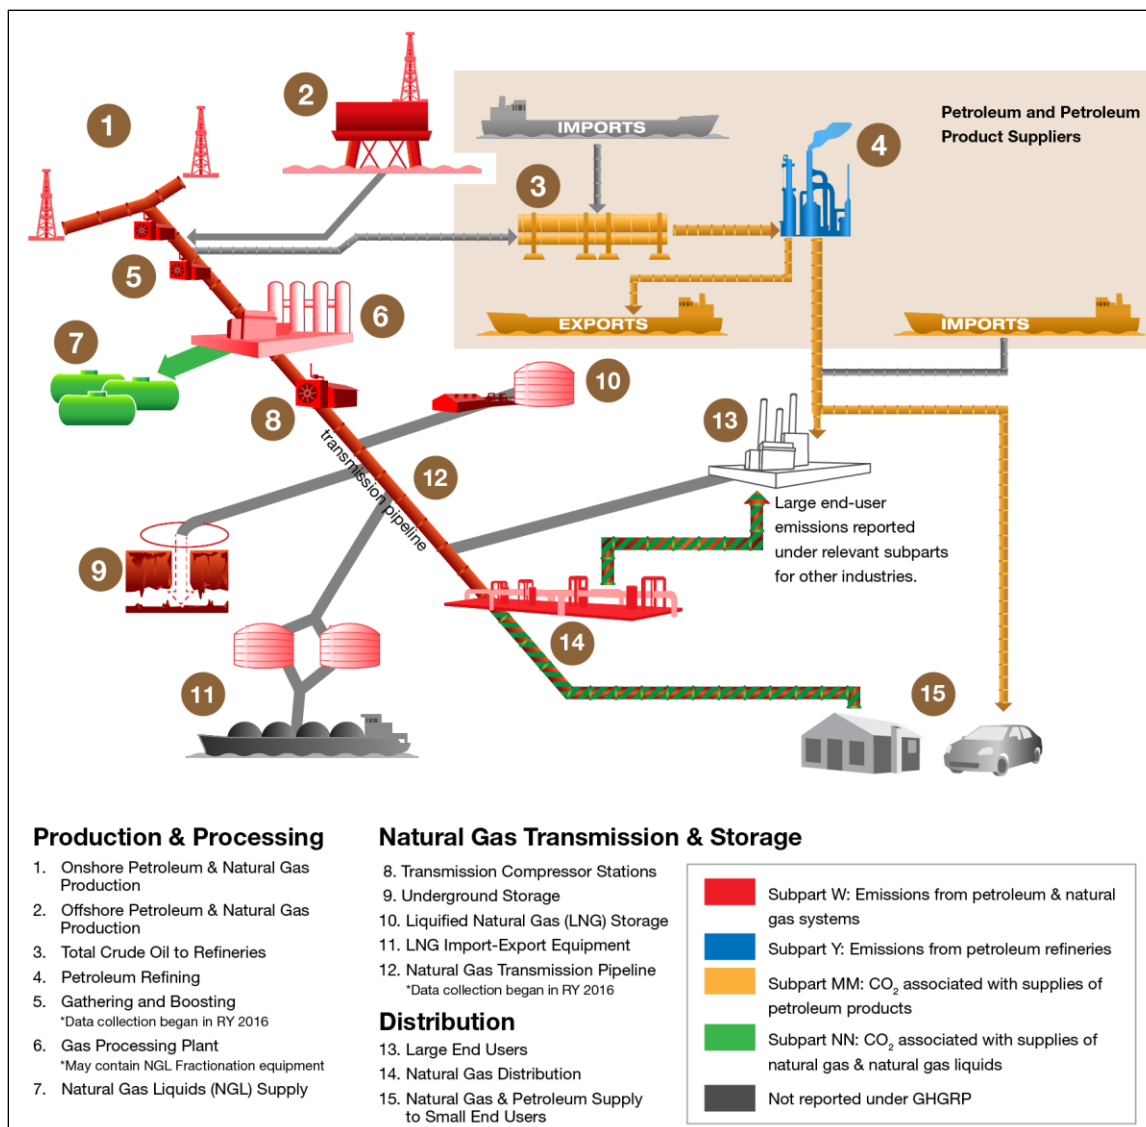 1
2
IMPORTS
Petroleum and Petroleum
Product Suppliers
4
3
5
6
EXPORTS
IMPORTS
7
8
10
transmission pipeline
12
13
Large end-user
emissions reported
under relevant subparts
for other industries.
9
14
11
15
Production & Processing
1. Onshore Petroleum & Natural Gas
Production
2. Offshore Petroleum & Natural Gas
Production
3. Total Crude Oil to Refineries
4. Petroleum Refining
5. Gathering and Boosting
*Data collection began in RY 2016
6. Gas Processing Plant
*May contain NGL Fractionation equipment
7. Natural Gas Liquids (NGL) Supply
Natural Gas Transmission & Storage
8. Transmission Compressor Stations
9. Underground Storage
10. Liquified Natural Gas (LNG) Storage
11. LNG Import-Export Equipment
12. Natural Gas Transmission Pipeline
*Data collection began in RY 2016
Distribution
13. Large End Users
14. Natural Gas Distribution
15. Natural Gas & Petroleum Supply
to Small End Users
Subpart W: Emissions from petroleum & natural
gas systems
Subpart Y: Emissions from petroleum refineries
Subpart MM: CO₂ associated with supplies of
petroleum products
Subpart NN: CO₂ associated with supplies of
natural gas & natural gas liquids
Not reported under GHGRP